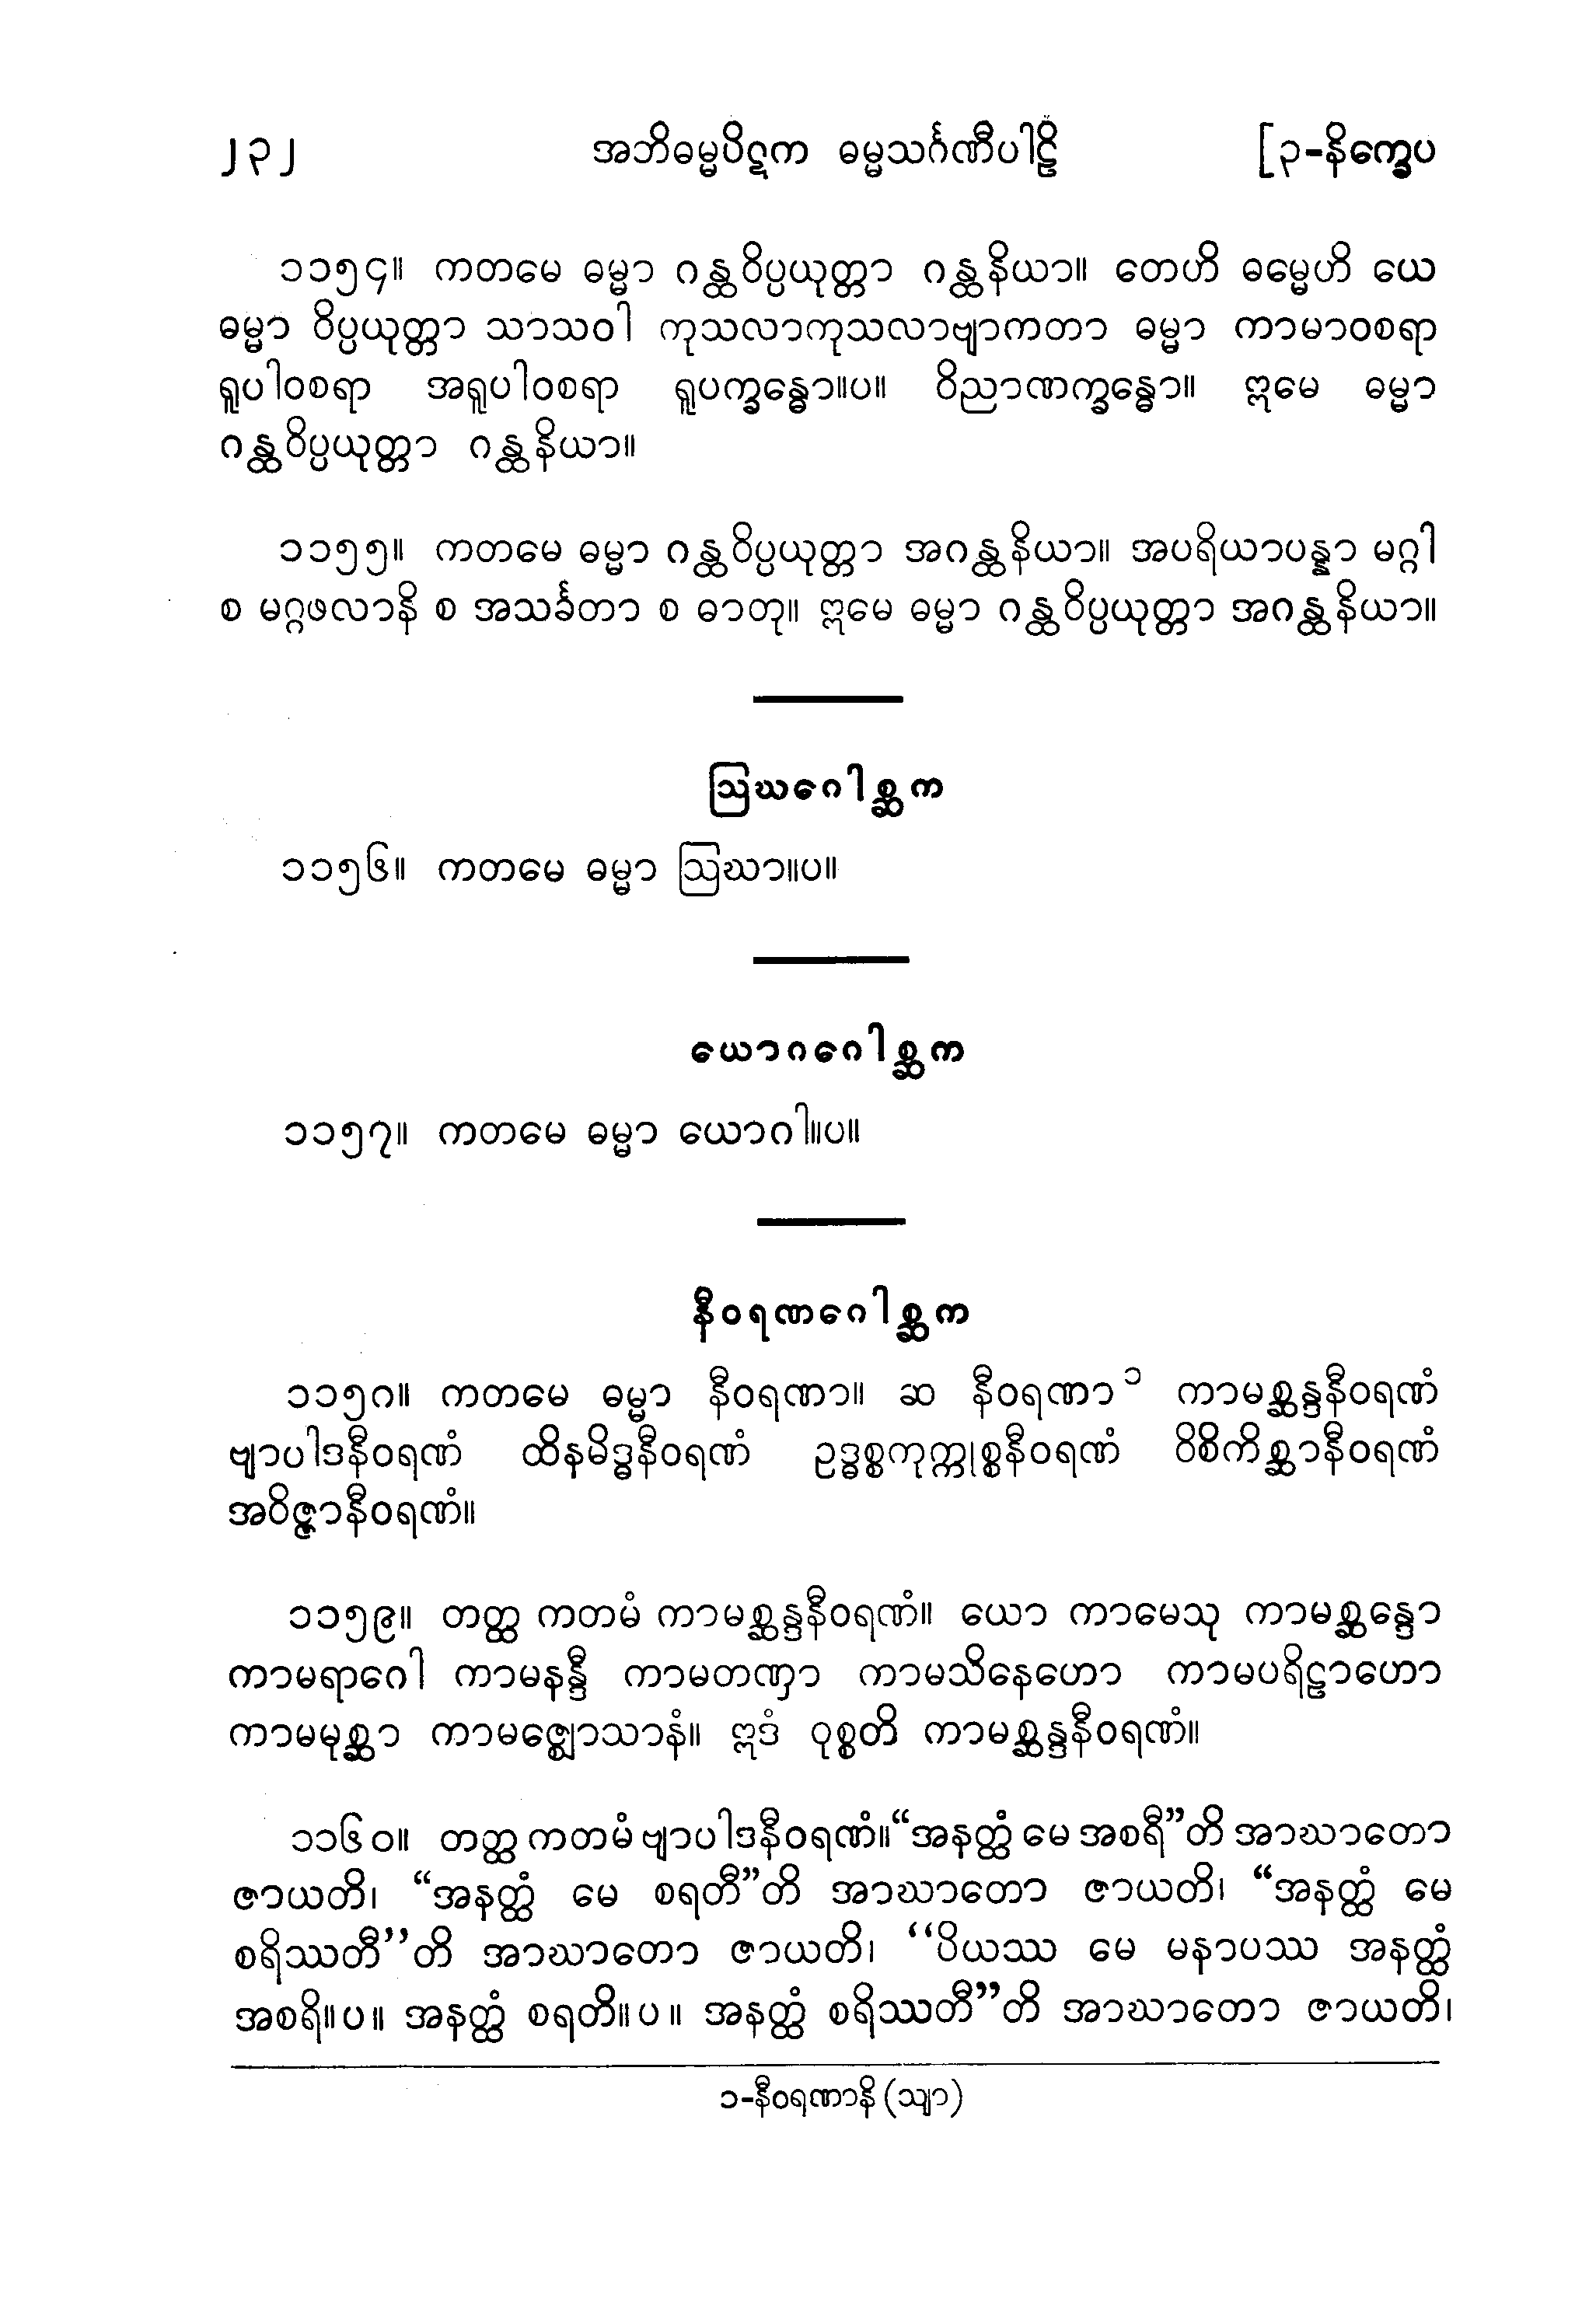 ၂၃၂ အဘိဓမ္မပိဋက ဓမ္မသင်္ဂဏီပါဠိ [၃-နိက္ခေပ
၁၁၅၄။ ကတမေ ဓမ္မာ ဂန္ထဝိပ္ပယုတ္တာ ဂန္ထနိယာ။ တေဟိ ဓမ္မေဟိ ယေ
ဓမ္မာ ဝိပ္ပယုတ္တာ သာသဝါ ကုသလာကုသလာဗျာကတာ ဓမ္မာ ကာမာဝစရာ
ရူပါဝစရာ အရူပါဝစရာ ရူပက္ခန္ဓော။ပ။ ဝိညာဏက္ခန္ဓော။ ဣမေ ဓမ္မာ
ဂန္ထဝိပ္ပယုတ္တာ ဂန္ထနိယာ။
၁၁၅၅။ ကတမေ ဓမ္မာ ဂန္ထဝိပ္ပယုတ္တာ အဂန္ထနိယာ။ အပရိယာပန္နာ မဂ္ဂါ
စ မဂ္ဂဖလာနိ စ အသင်္ခတာ စ ဓာတု။ ဣမေ ဓမ္မာ ဂန္ထဝိပ္ပယုတ္တာ အဂန္ထနိယာ။
ဩဃဂေါစ္ဆက
၁၁၅၆။ ကတမေ ဓမ္မာ ဩဃာ။ပ။
ယောဂဂေါစ္ဆက
၁၁၅၇။ ကတမေ ဓမ္မာ ယောဂါ။ပ။
နီဝရဏဂေါစ္ဆက
၁၁၅၈။ ကတမေ ဓမ္မာ နီဝရဏာ။ ဆ နီဝရဏာ ၁ ကာမစ္ဆန္ဒနီဝရဏံ
ဗျာပါဒနီဝရဏံ ထိနမိဒ္ဓနီဝရဏံ ဥဒ္ဓစ္စကုက္ကုစ္စနီဝရဏံ ဝိစိကိစ္ဆာနီဝရဏံ
အဝိဇ္ဇာနီဝရဏံ။
၁၁၅၉။ တတ္ထ ကတမံ ကာမစ္ဆန္ဒနီဝရဏံ။ ယော ကာမေသု ကာမစ္ဆန္ဒော
ကာမရာဂေါ ကာမနန္ဒီ ကာမတဏှာ ကာမသိနေဟော ကာမပရိဠာဟော
ကာမမုစ္ဆာ ကာမဇ္ဈောသာနံ။ ဣဒံ ဝုစ္စတိ ကာမစ္ဆန္ဒနီဝရဏံ။
၁၁၆၀။ တတ္ထ ကတမံ ဗျာပါဒနီဝရဏံ။ “အနတ္ထံ မေ အစရီ”တိ အာဃာတော
ဇာယတိ၊ “အနတ္ထံ မေ စရတီ”တိ အာဃာတော ဇာယတိ၊ “အနတ္ထံ မေ
စရိဿတီ’’တိ အာဃာတော ဇာယတိ၊ ‘‘ပိယဿ မေ မနာပဿ အနတ္ထံ
အစရိ။ပ။ အနတ္ထံ စရတိ။ပ။ အနတ္ထံ စရိဿတီ”တိ အာဃာတော ဇာယတိ၊
၁-နီဝရဏာနိ (သျာ)